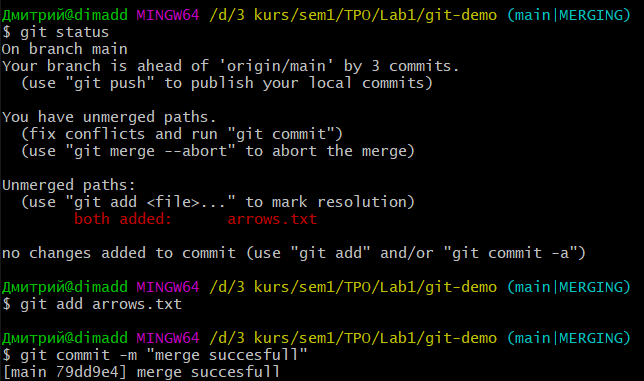 Дмитрий@dimadd MINGW64 /d/3 kurs/sem1/TPO/Lab1/git-demo (main|MERGING)
$ git status
On branch main
Your branch is ahead of 'origin/main' by 3 commits.
  (use "git push" to publish your local commits)

You have unmerged paths.
  (fix conflicts and run "git commit")
  (use "git merge --abort" to abort the merge)

Unmerged paths:
  (use "git add <file>..." to mark resolution)
        both added:      arrows.txt

no changes added to commit (use "git add" and/or "git commit -a")

Дмитрий@dimadd MINGW64 /d/3 kurs/sem1/TPO/Lab1/git-demo (main|MERGING)
$ git add arrows.txt

Дмитрий@dimadd MINGW64 /d/3 kurs/sem1/TPO/Lab1/git-demo (main|MERGING)
$ git commit -m "merge succesfull"
[main 79dd9e4] merge succesfull